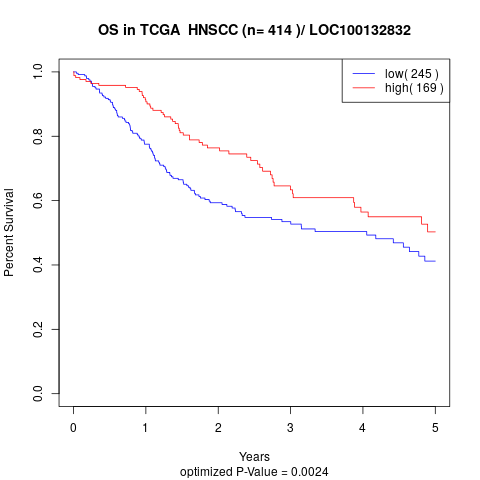 OS in TCGA  HNSCC (n= 414 )/ LOC100132832
low( 245 )
high( 169 )
Percent Survival
1.0
0.8
0.6
0.4
0.2
0.0
0 1 2 3 4 5
Years
optimized P-Value = 0.0024